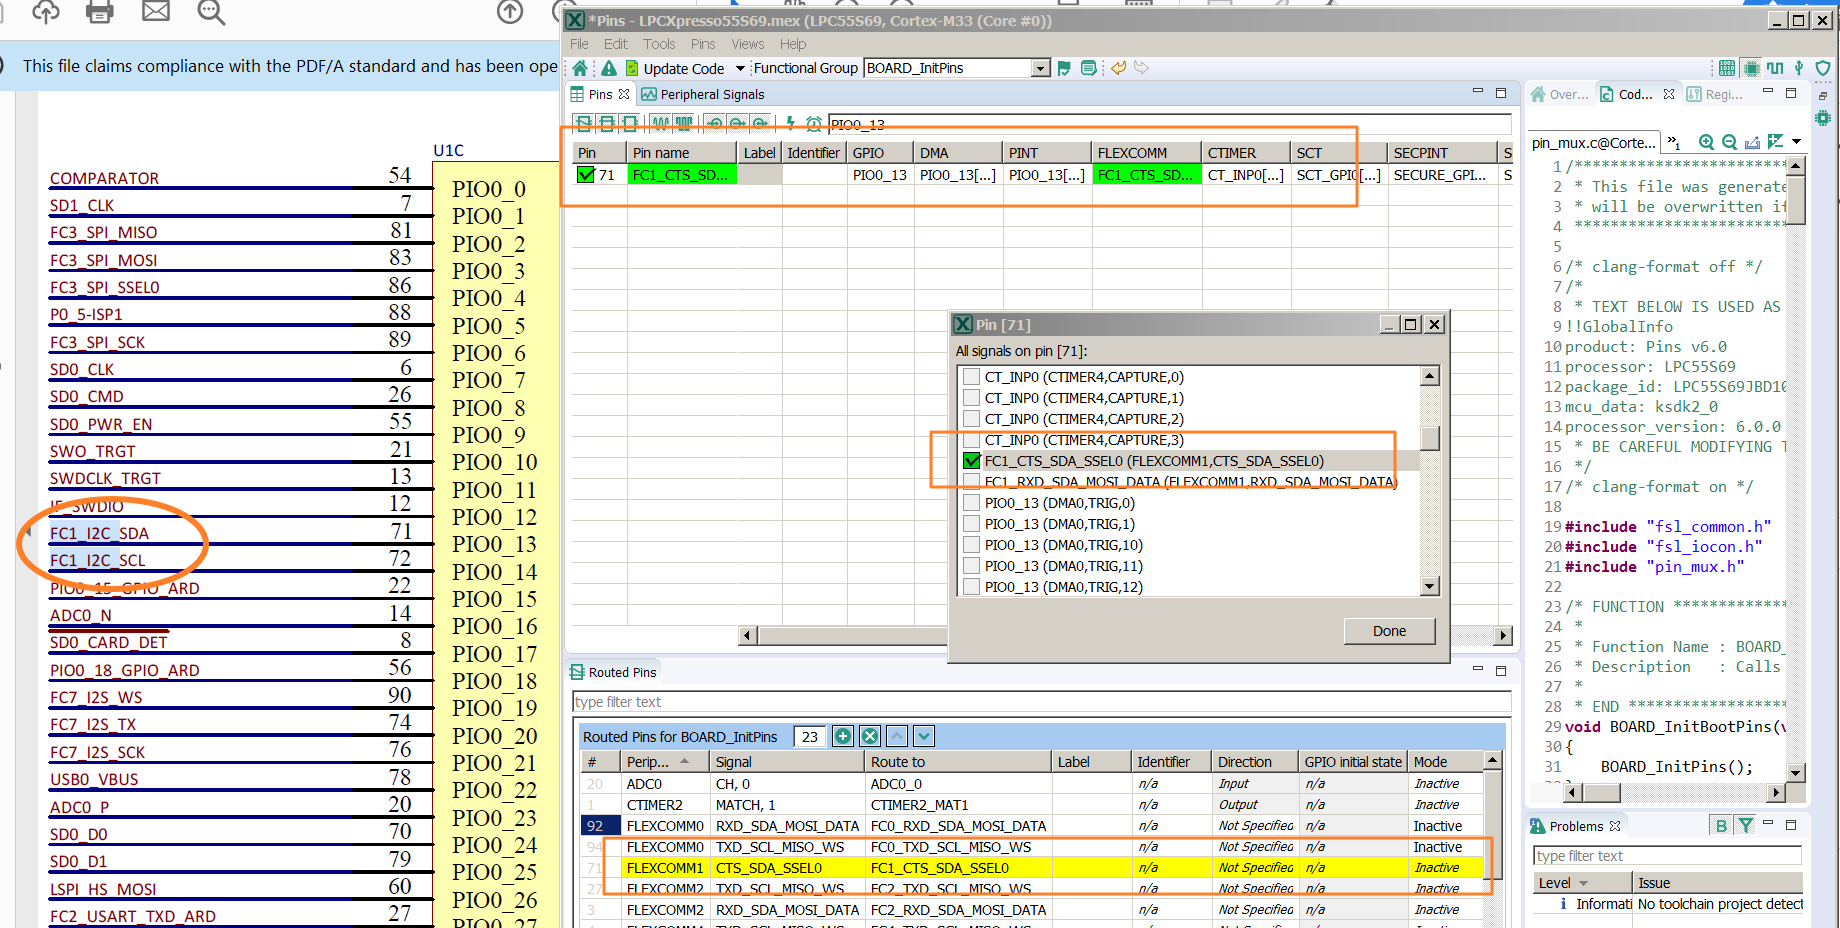 This file claims compliance with the PDF/A standard and has been ope
U1C
COMPARATOR 54 PIO0_0
SD1_CLK 7 PIO0_1
FC3_SPI_MISO 81 PIO0_2
FC3_SPI_MOSI 83 PIO0_3
FC3_SPI_SSEL0 86 PIO0_4
P0_5-ISP1 88 PIO0_5
FC3_SPI_SCK 89 PIO0_6
SD0_CLK 6 PIO0_7
SD0_CMD 26 PIO0_8
SD0_PWR_EN 55 PIO0_9
SWO_TRGT 21 PIO0_10
SWDCLK_TRGT 13 PIO0_11
IF_SWDIO 12 PIO0_12
FC1_I2C_SDA 71 PIO0_13
FC1_I2C_SCL 72 PIO0_14
PIO0_15_GPIO_ARD 22 PIO0_15
ADC0_N 14 PIO0_16
SD0_CARD_DET 8 PIO0_17
PIO0_18_GPIO_ARD 56 PIO0_18
FC7_I2S_WS 90 PIO0_19
FC7_I2S_TX 74 PIO0_20
FC7_I2S_SCK 76 PIO0_21
USB0_VBUS 78 PIO0_22
ADC0_P 20 PIO0_23
SD0_D0 70 PIO0_24
SD0_D1 79 PIO0_25
LSPI_HS_MOSI 60 PIO0_26
FC2_USART_TXD_ARD 27 PIO0_27
*Pins - LPCXpresso55S69.mex (LPC55S69, Cortex-M33 (Core #0))
File Edit Tools Pins Views Help
Update Code Functional Group BOARD_InitPins
Pins Peripheral Signals
PIO0_13
Pin Pin name Label Identifier GPIO DMA PINT FLEXCOMM CTIMER SCT SECPINT S
71 FC1_CTS_SD... PIO0_13 PIO0_13[...] PIO0_13[...] FC1_CTS_SD... CT_INP0[...] SCT_GPI0[...] SECURE_GPI... S
Pin [71]
All signals on pin [71]:
CT_INP0 (CTIMER4,CAPTURE,0)
CT_INP0 (CTIMER4,CAPTURE,1)
CT_INP0 (CTIMER4,CAPTURE,2)
CT_INP0 (CTIMER4,CAPTURE,3)
FC1_CTS_SDA_SSEL0 (FLEXCOMM1,CTS_SDA_SSEL0)
FC1_RXD_SDA_MOSI_DATA (FLEXCOMM1,RXD_SDA_MOSI_DATA)
PIO0_13 (DMA0,TRIG,0)
PIO0_13 (DMA0,TRIG,1)
PIO0_13 (DMA0,TRIG,10)
PIO0_13 (DMA0,TRIG,11)
PIO0_13 (DMA0,TRIG,12)
Done
Routed Pins
type filter text
Routed Pins for BOARD_InitPins 23
# Perip... Signal Route to Label Identifier Direction GPIO initial state Mode
20 ADC0 CH, 0 ADC0_0 n/a Input n/a Inactive
1 CTIMER2 MATCH, 1 CTIMER2_MAT1 n/a Output n/a Inactive
92 FLEXCOMM0 RXD_SDA_MOSI_DATA FC0_RXD_SDA_MOSI_DATA n/a Not Specified n/a Inactive
94 FLEXCOMM0 TXD_SCL_MISO_WS FC0_TXD_SCL_MISO_WS n/a Not Specified n/a Inactive
71 FLEXCOMM1 CTS_SDA_SSEL0 FC1_CTS_SDA_SSEL0 n/a Not Specified n/a Inactive
27 FLEXCOMM2 TXD_SCL_MISO_WS FC2_TXD_SCL_MISO_WS n/a Not Specified n/a Inactive
3 FLEXCOMM2 RXD_SDA_MOSI_DATA FC2_RXD_SDA_MOSI_DATA n/a Not Specified n/a Inactive
Over... Cod... Regi...
pin_mux.c@Corte... »1
1 /**************************
2 * This file was generate
3 * will be overwritten if
4 **************************
5
6 /* clang-format off */
7 /*
8 * TEXT BELOW IS USED AS
9 !!GlobalInfo
10 product: Pins v6.0
11 processor: LPC55S69
12 package_id: LPC55S69JBD10
13 mcu_data: ksdk2_0
14 processor_version: 6.0.0
15 * BE CAREFUL MODIFYING T
16 */
17 /* clang-format on */
18
19 #include "fsl_common.h"
20 #include "fsl_iocon.h"
21 #include "pin_mux.h"
22
23 /* FUNCTION **************
24 *
25 * Function Name : BOARD_
26 * Description : Calls
27 *
28 * END *******************
29 void BOARD_InitBootPins(v
30 {
31 BOARD_InitPins();
Problems
type filter text
Level Issue
Informati No toolchain project detect